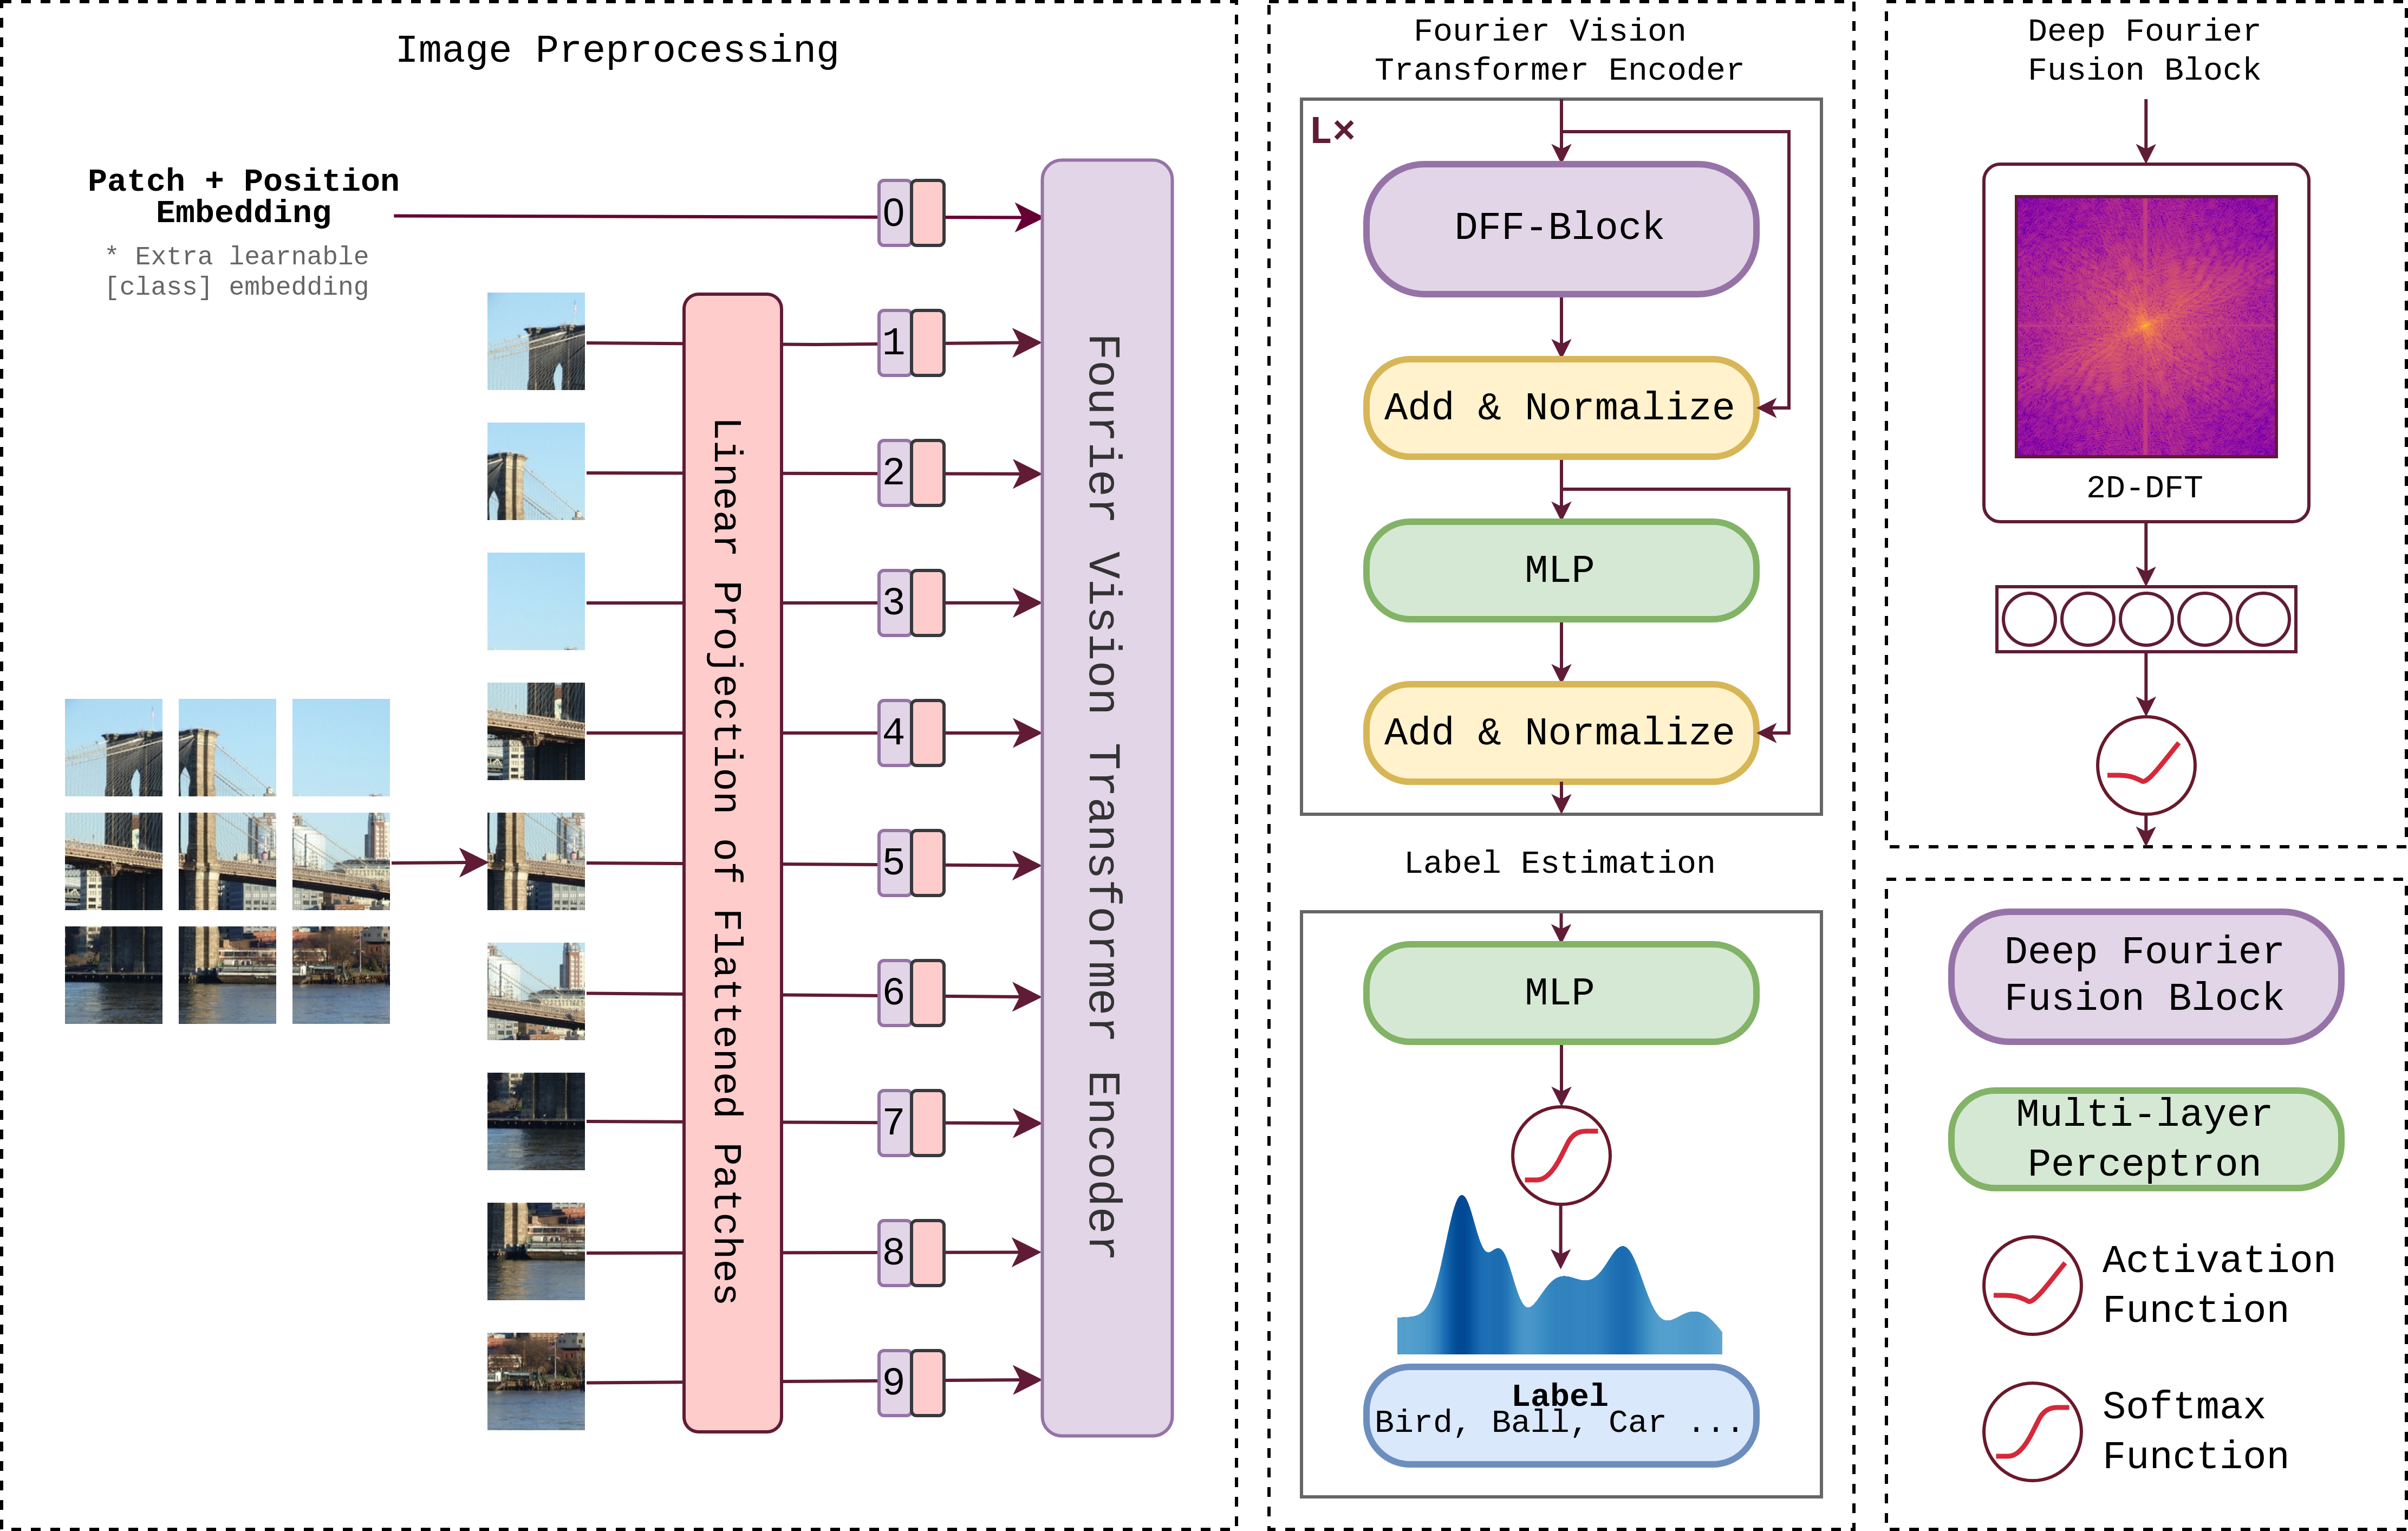 Image Preprocessing
Patch + Position
Embedding
* Extra learnable
[class] embedding
0
1
2
3
4
5
6
7
8
9
Linear Projection of Flattened Patches
Fourier Vision Transformer Encoder
Fourier Vision
Transformer Encoder
L×
DFF-Block
Add & Normalize
MLP
Add & Normalize
Label Estimation
MLP
Label
Bird, Ball, Car ...
Deep Fourier
Fusion Block
2D-DFT
Deep Fourier
Fusion Block
Multi-layer
Perceptron
Activation
Function
Softmax
Function